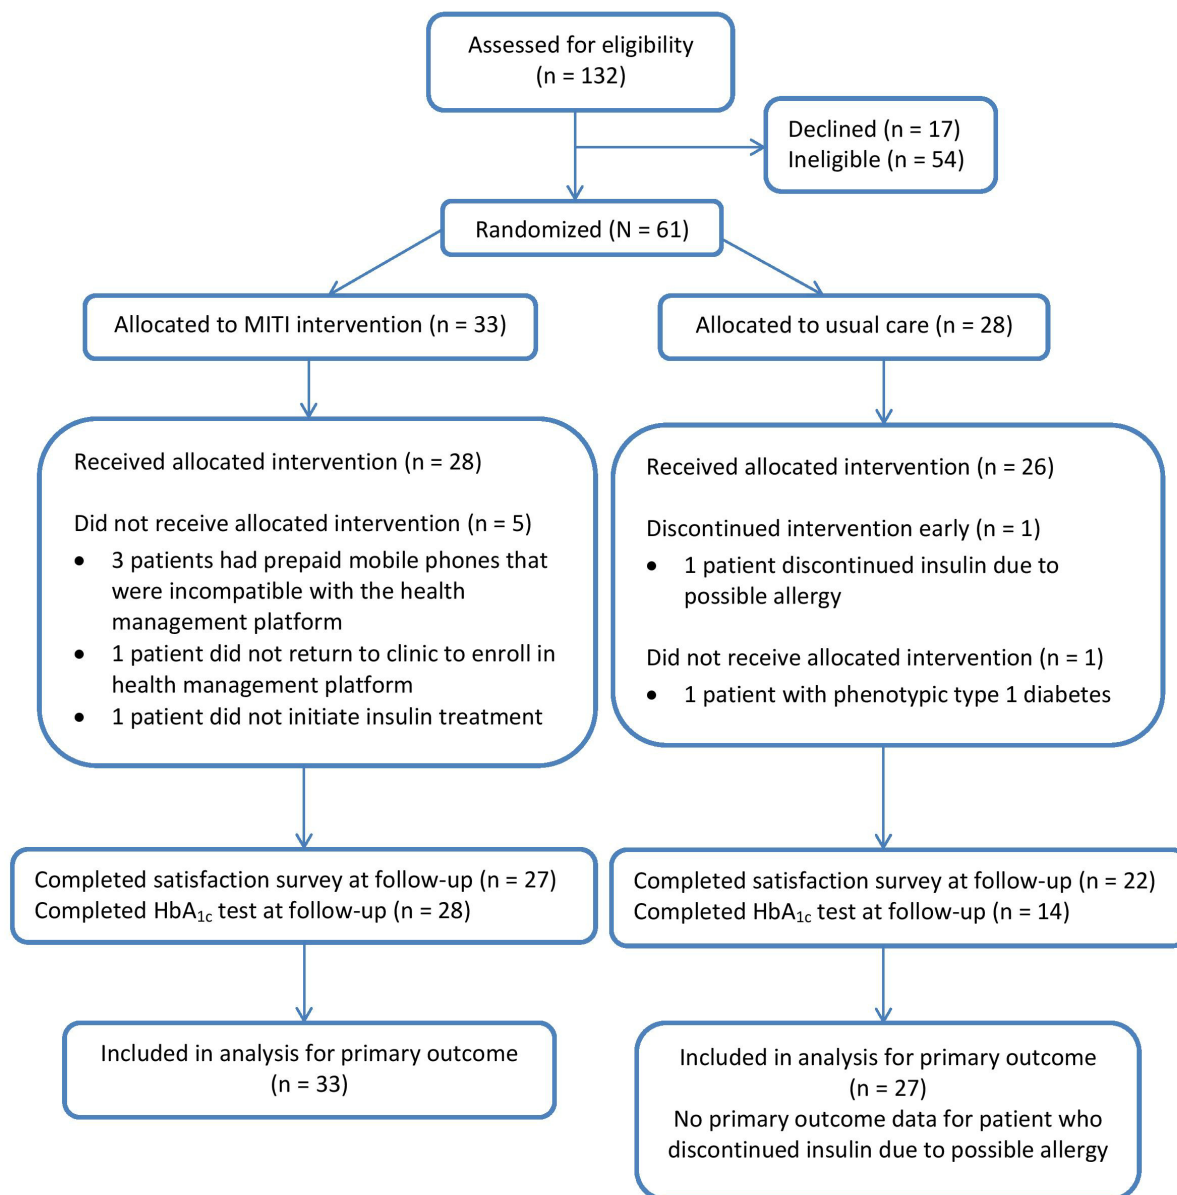 Assessed for eligibility
(n = 132)
Declined (n = 17)
Ineligible (n = 54)
Randomized (N = 61)
Allocated to MITI intervention (n = 33)
Allocated to usual care (n = 28)
Received allocated intervention (n = 28)
Did not receive allocated intervention (n = 5)
• 3 patients had prepaid mobile phones that
were incompatible with the health
management platform
• 1 patient did not return to clinic to enroll in
health management platform
• 1 patient did not initiate insulin treatment
Received allocated intervention (n = 26)
Discontinued intervention early (n = 1)
• 1 patient discontinued insulin due to
possible allergy
Did not receive allocated intervention (n = 1)
• 1 patient with phenotypic type 1 diabetes
Completed satisfaction survey at follow-up (n = 27)
Completed HbA1c test at follow-up (n = 28)
Completed satisfaction survey at follow-up (n = 22)
Completed HbA1c test at follow-up (n = 14)
Included in analysis for primary outcome
(n = 33)
Included in analysis for primary outcome
(n = 27)
No primary outcome data for patient who
discontinued insulin due to possible allergy